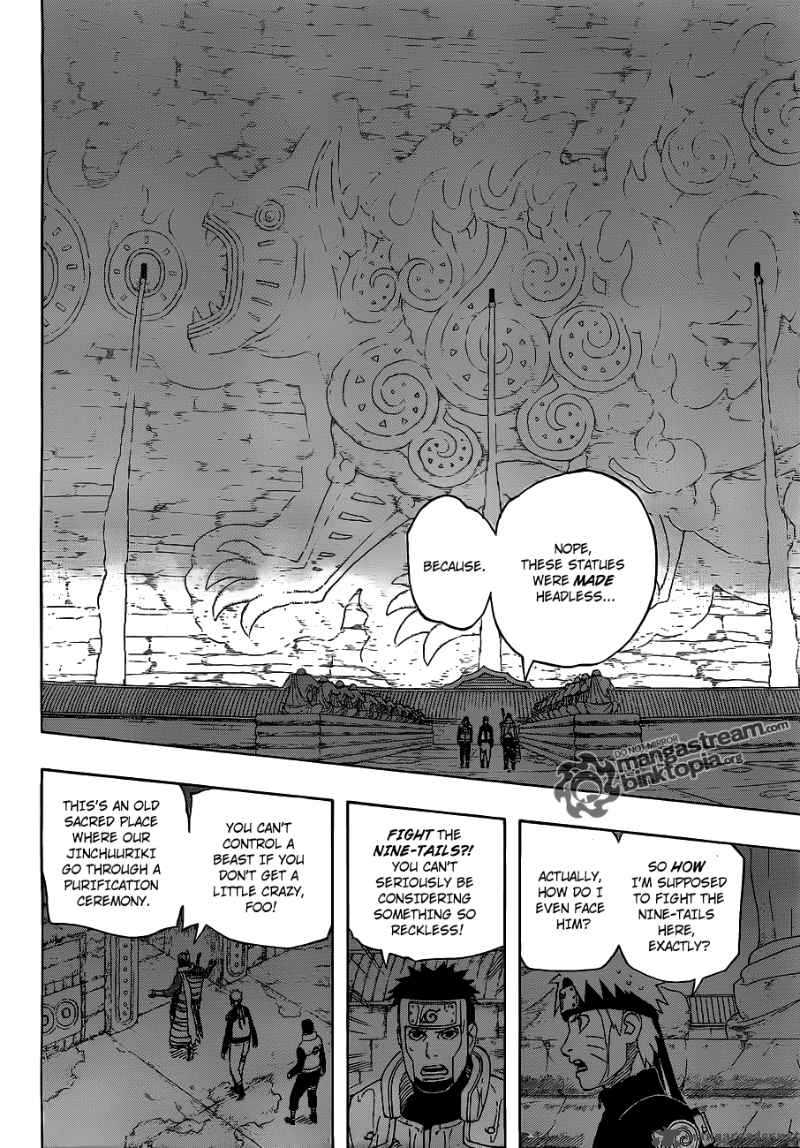 NOPE,
THESE STATUES
WERE MADE
HEADLESS...
BECAUSE.
DO NOT MIRROR
mangastream.com
binktopia.org
SO HOW
I'M SUPPOSED
TO FIGHT THE
NINE-TAILS
HERE,
EXACTLY?
ACTUALLY,
HOW DO I
EVEN FACE
HIM?
FIGHT THE
NINE-TAILS?!
YOU CAN'T
SERIOUSLY BE
CONSIDERING
SOMETHING SO
RECKLESS!
YOU CAN'T
CONTROL A
BEAST IF YOU
DON'T GET A
LITTLE CRAZY,
FOO!
THIS'S AN OLD
SACRED PLACE
WHERE OUR
JINCHUURIKI
GO THROUGH A
PURIFICATION
CEREMONY.